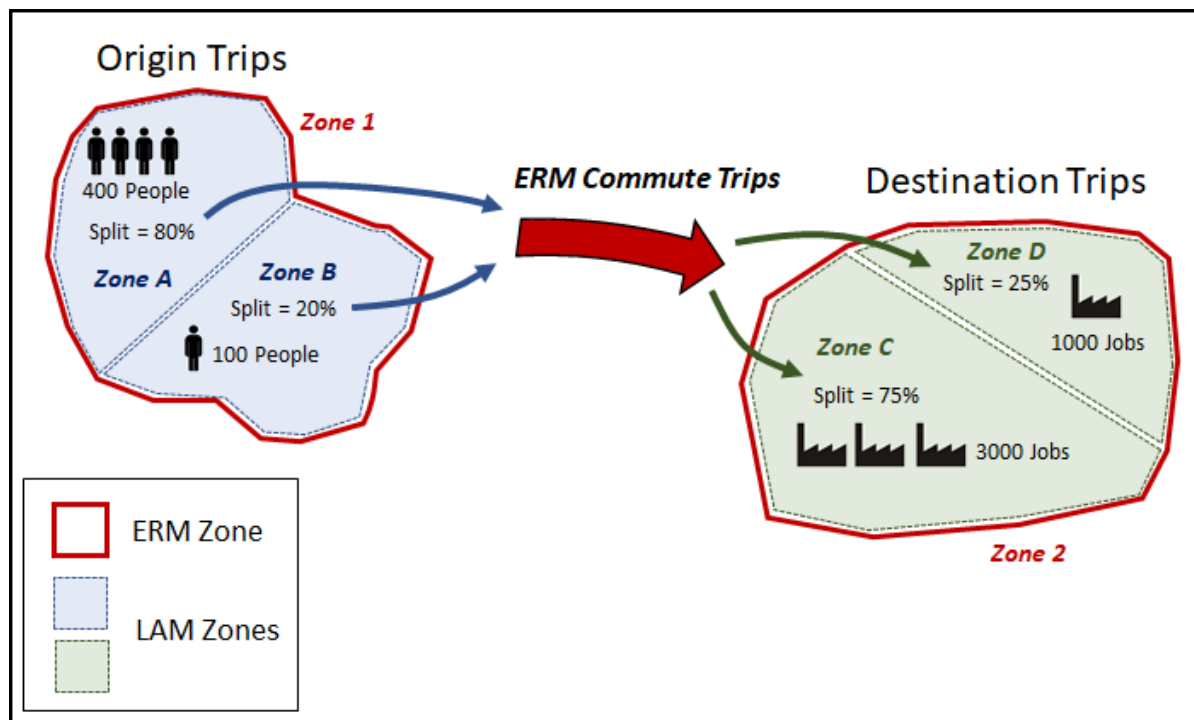 Origin Trips
Zone 1
400 People
Split = 80%
Zone A
Zone B
Split = 20%
100 People
ERM Commute Trips
Destination Trips
Zone D
Split = 25%
1000 Jobs
Zone C
Split = 75%
3000 Jobs
Zone 2
ERM Zone
LAM Zones